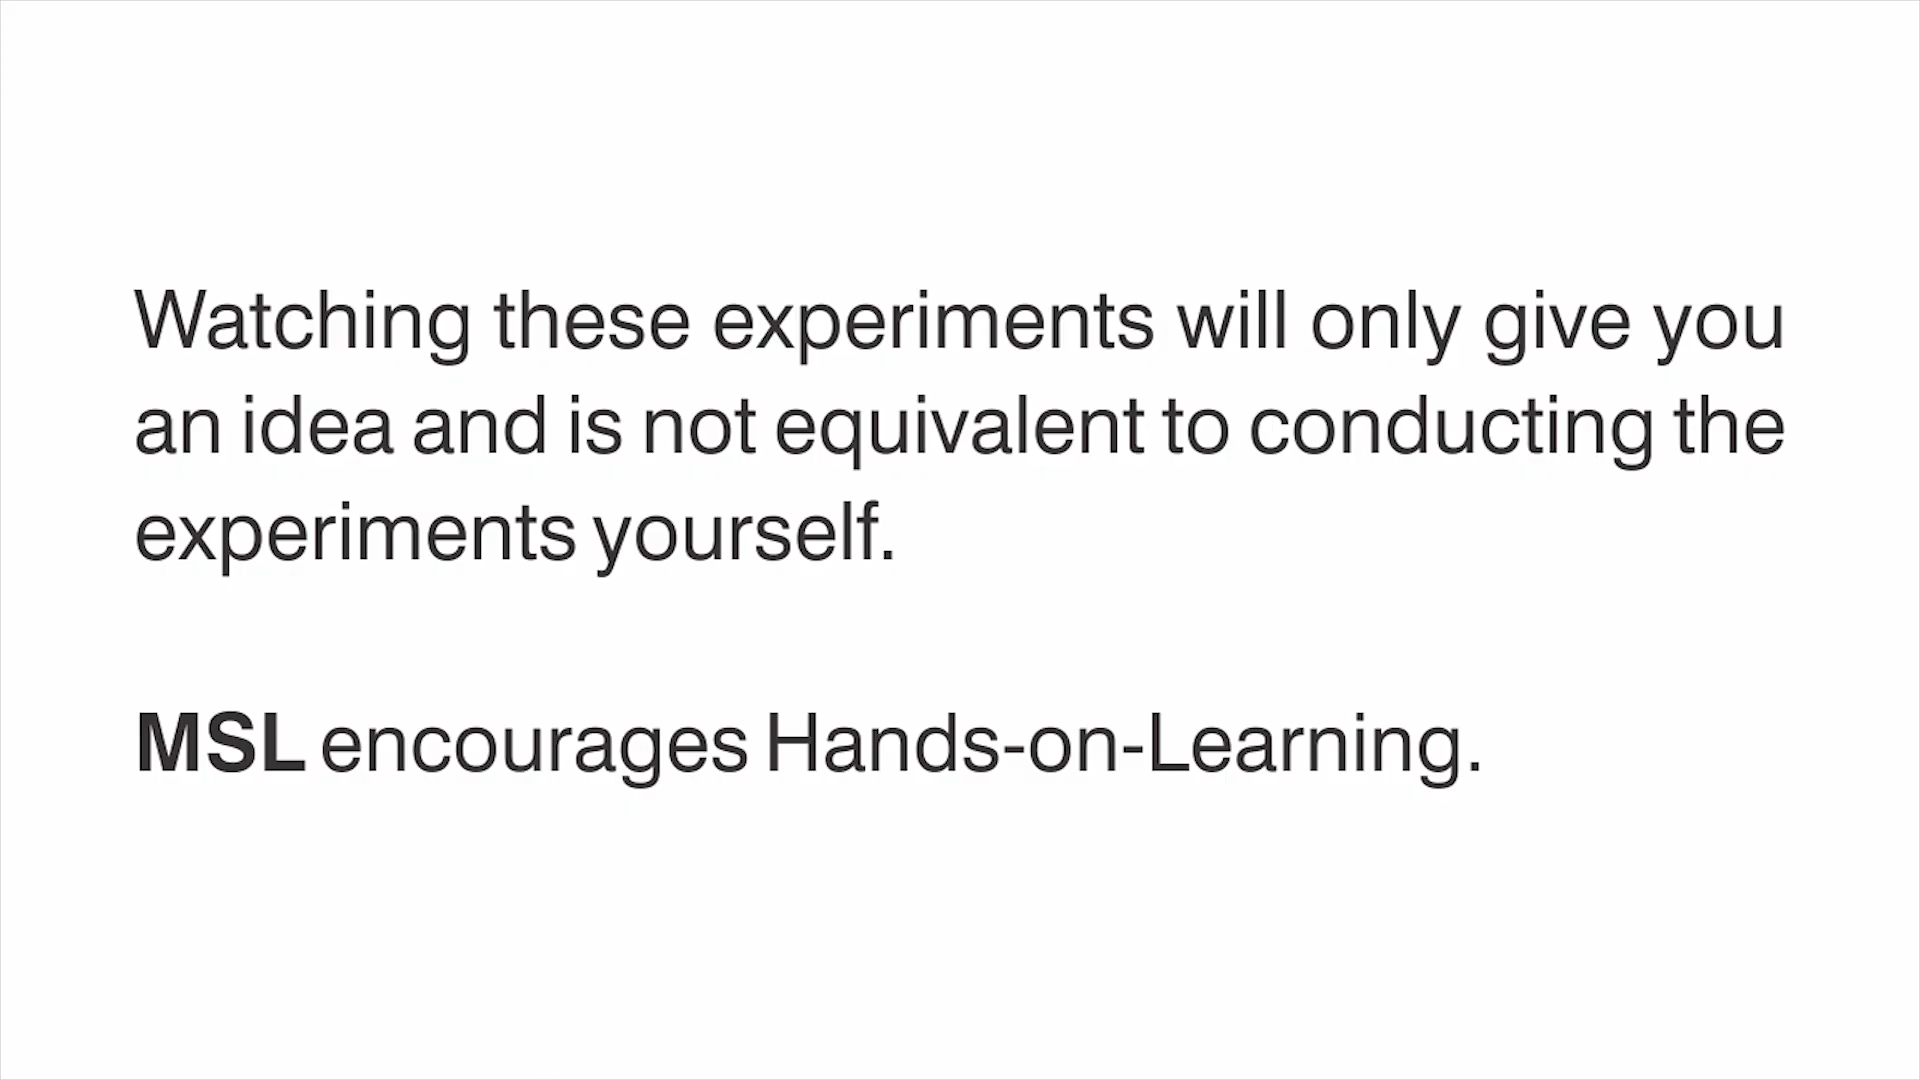 Watching these experiments will only give you
an idea and is not equivalent to conducting the
experiments yourself.
MSL encourages Hands-on-Learning.